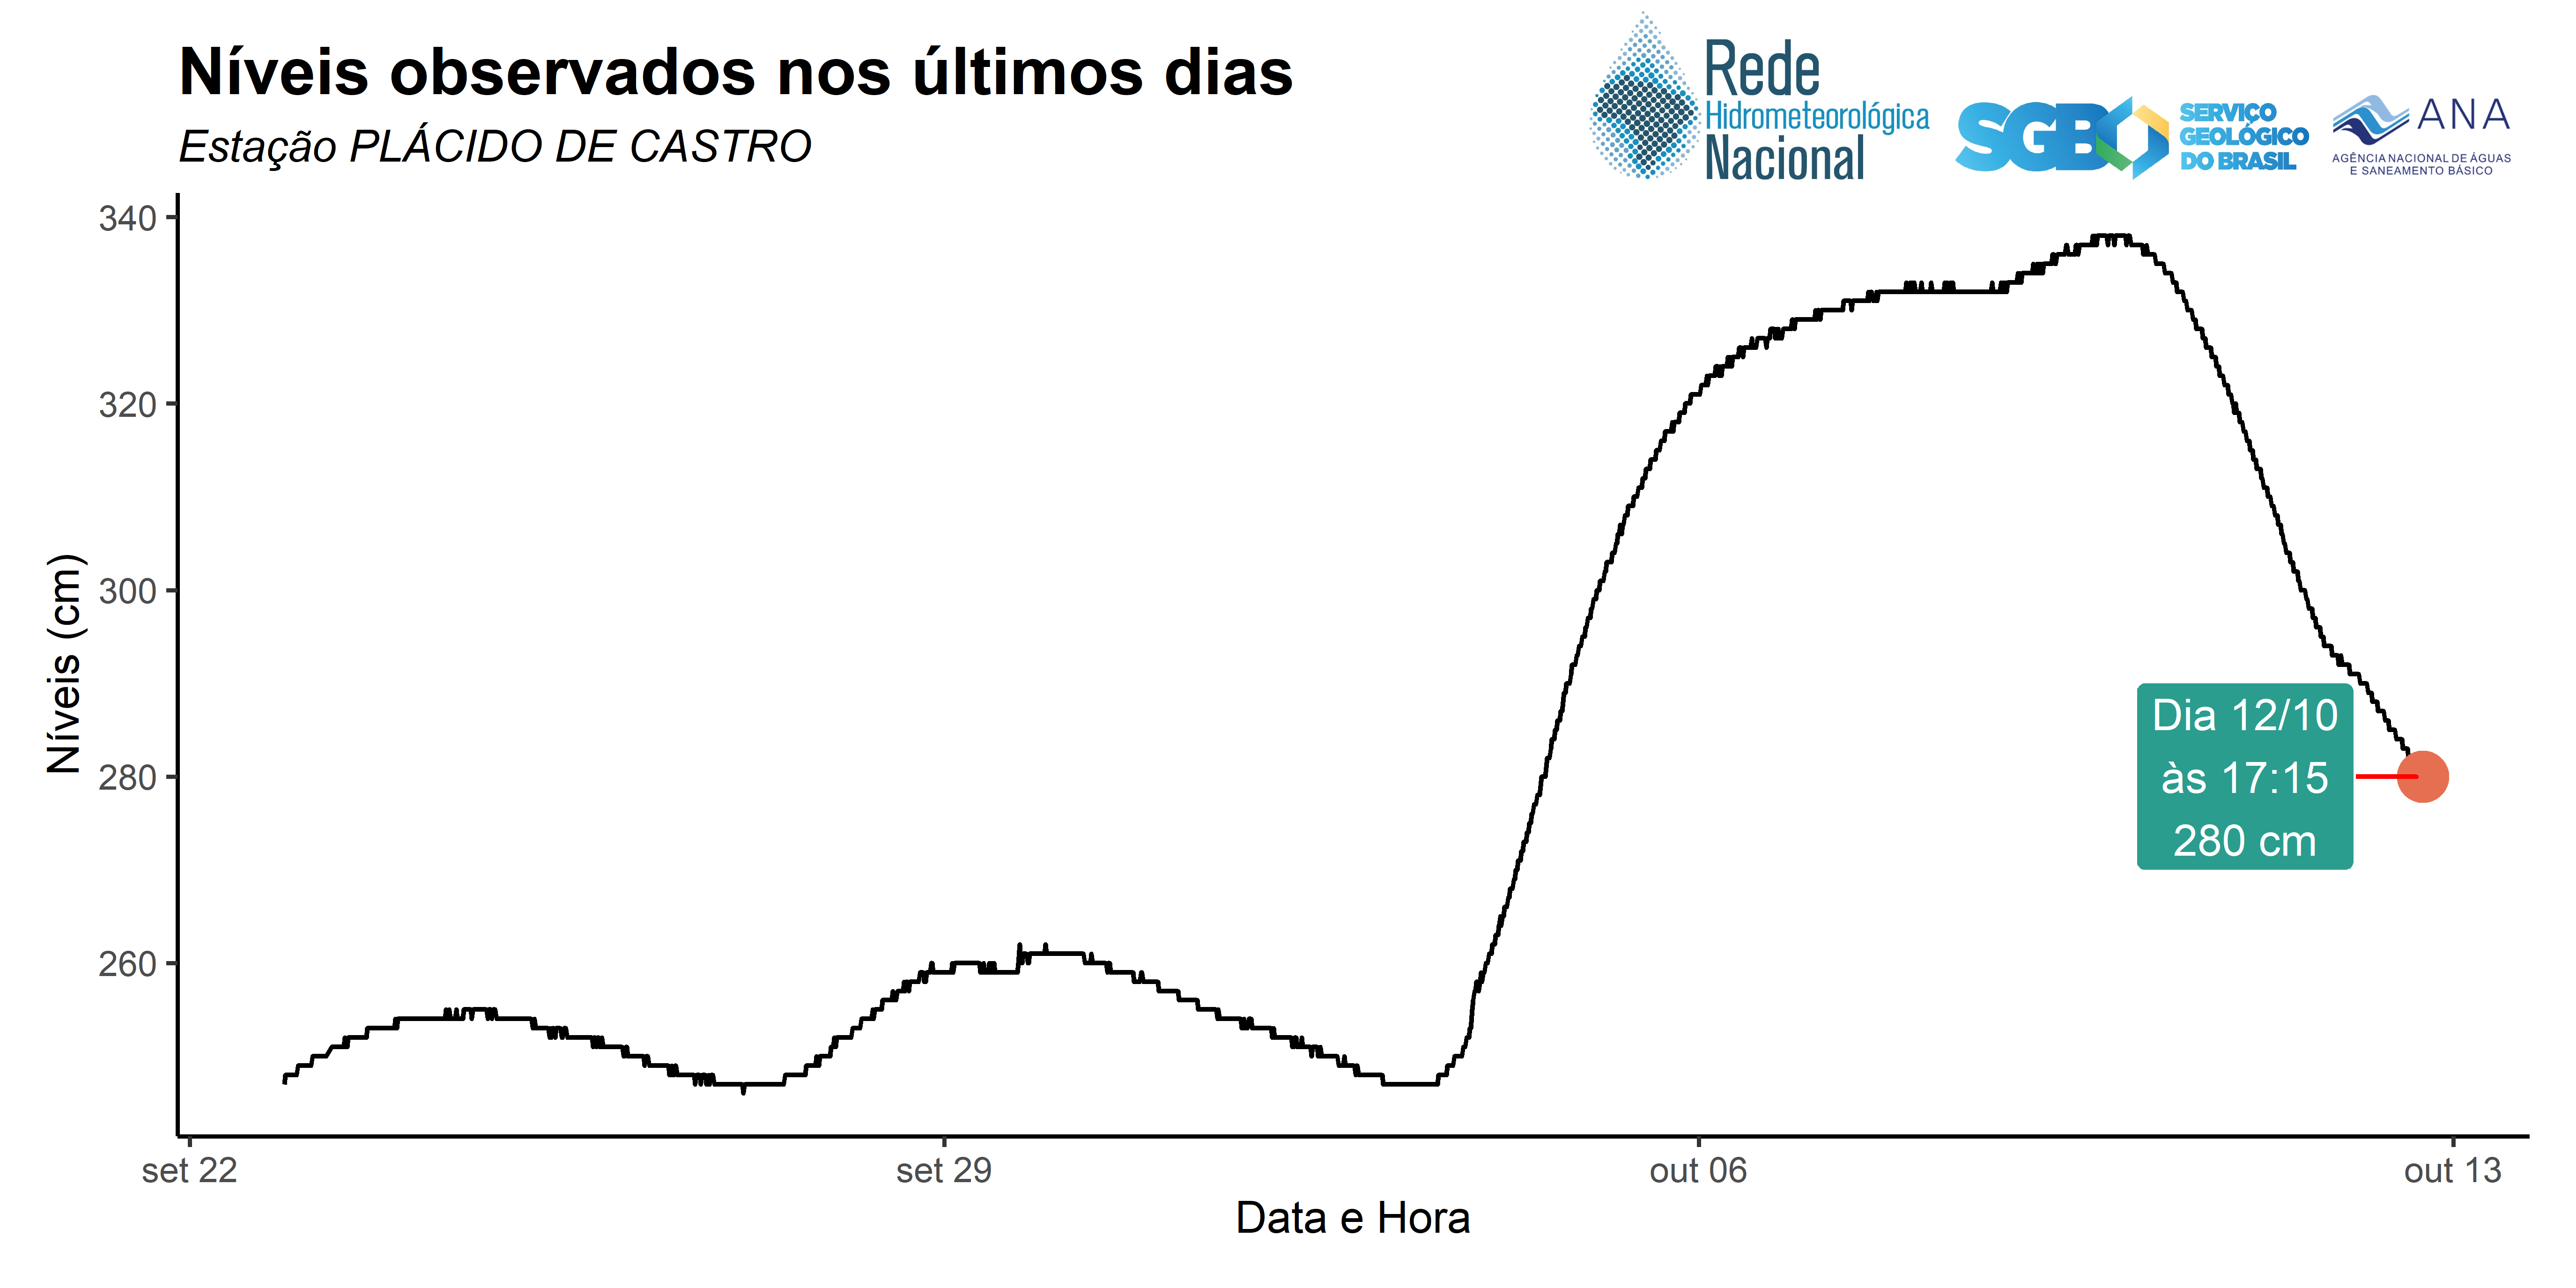 Níveis observados nos últimos dias
Estação PLÁCIDO DE CASTRO
Rede
Hidrometeorológica
Nacional
SGB
SERVIÇO
GEOLÓGICO
DO BRASIL
ANA
AGÊNCIA NACIONAL DE ÁGUAS
E SANEAMENTO BÁSICO
Níveis (cm)
340
320
300
280
260
Dia 12/10
às 17:15
280 cm
set 22
set 29
out 06
out 13
Data e Hora